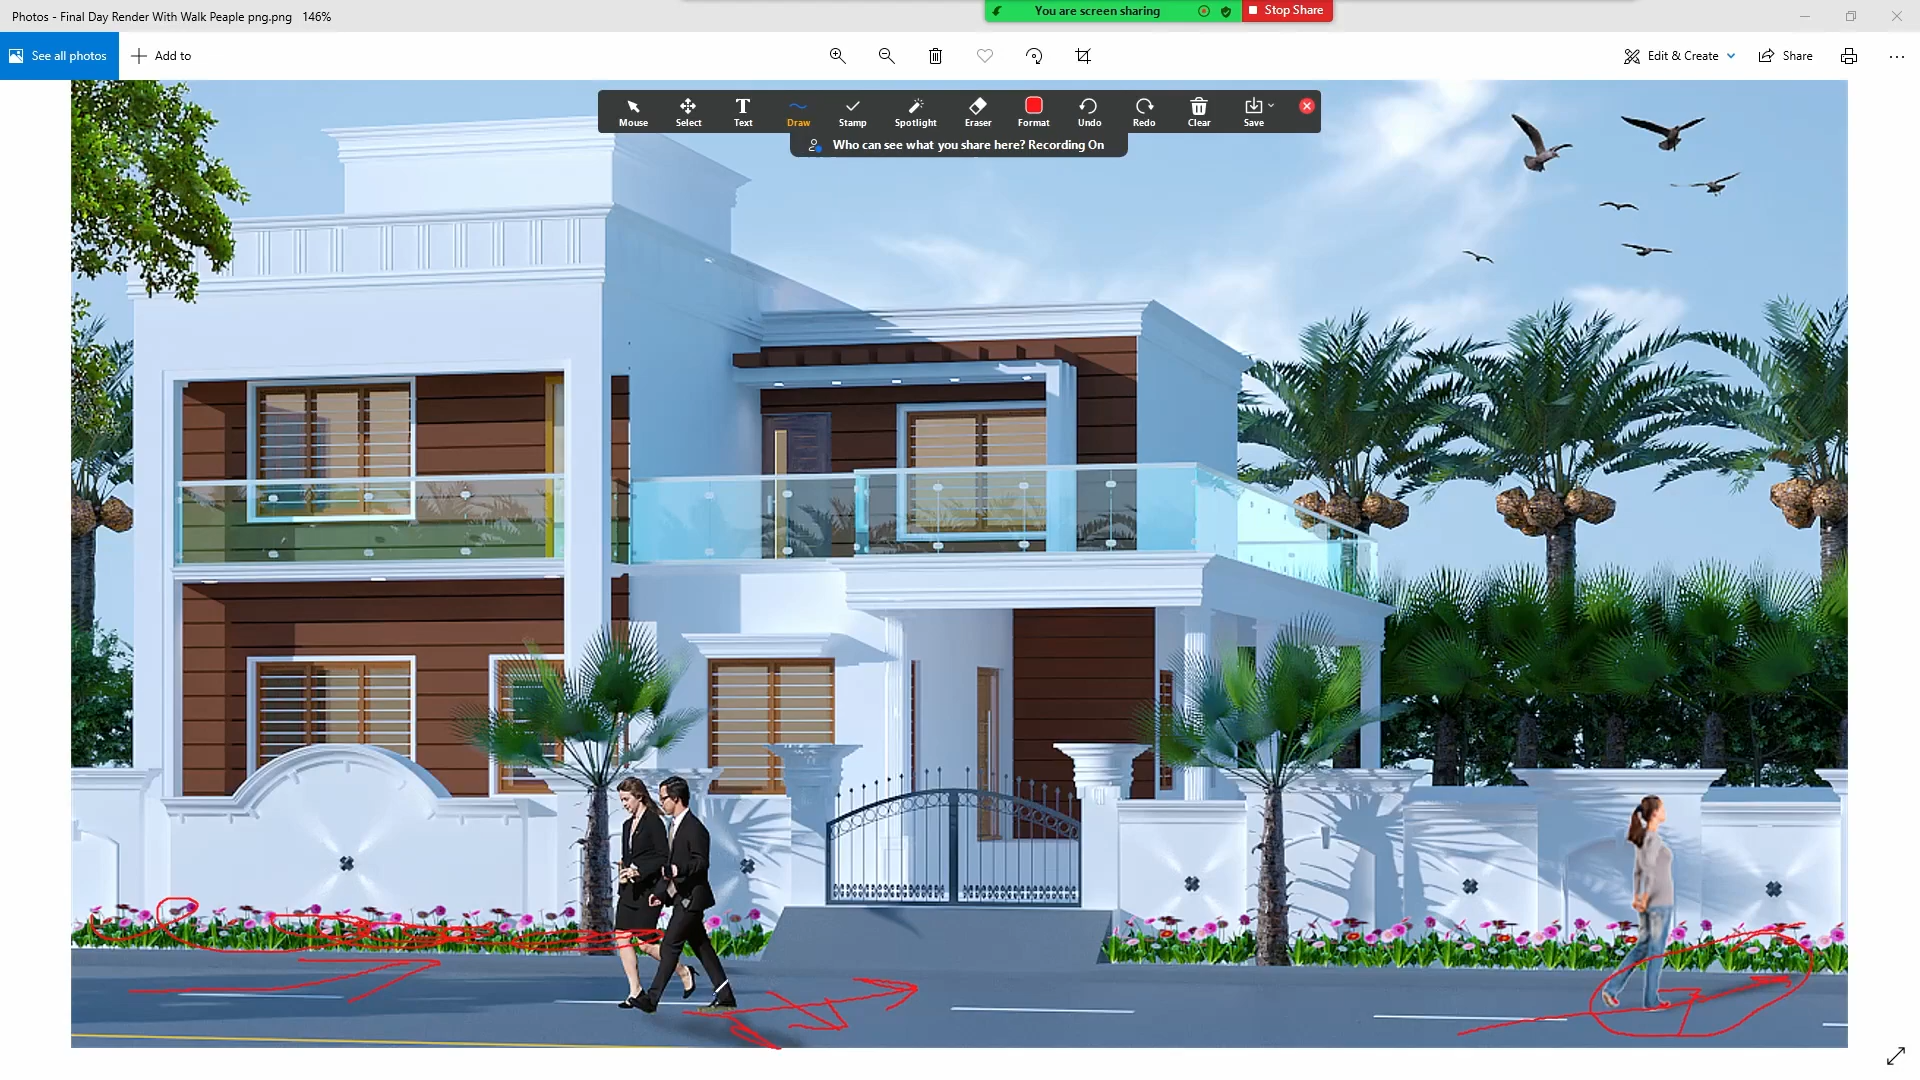 Photos - Final Day Render With Walk Peaple png.png 146%
You are screen sharing
Stop Share
See all photos
Add to
Edit & Create
Share
Mouse
Select
T
Text
Draw
Stamp
Spotlight
Eraser
Format
Undo
Redo
Clear
Save
Who can see what you share here? Recording On